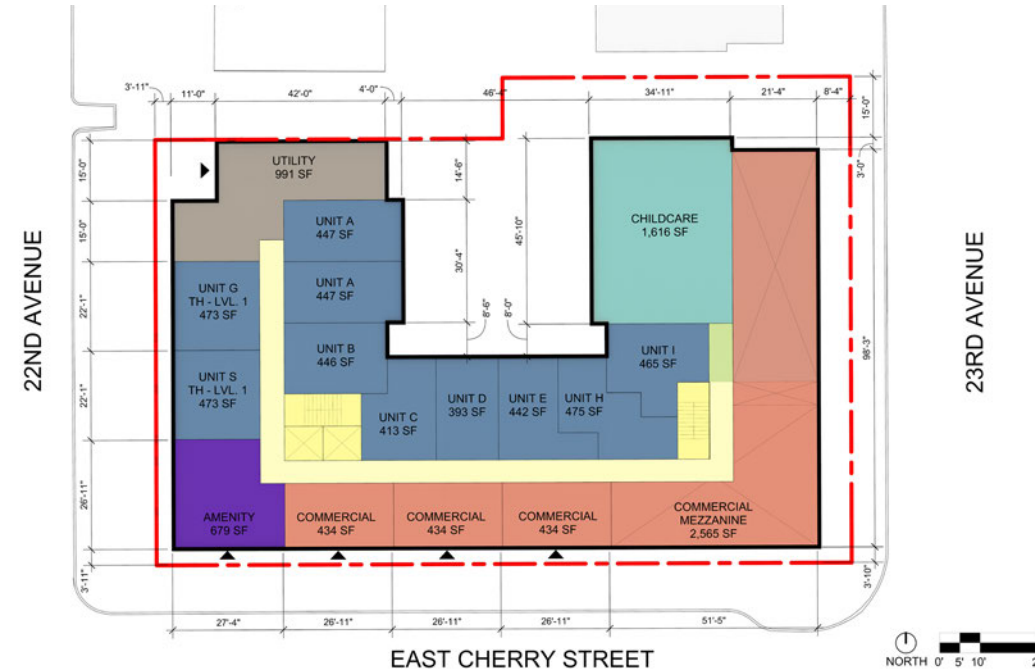 3'-11"
11'-0"
42'-0"
4'-0"
46'-4"
34'-11"
21'-4"
8'-4"
15'-0"
3'-0"
98'-3"
3'-10"
15'-0"
15'-0"
22'-1"
22'-1"
26'-11"
3'-11"
14'-6"
30'-4"
8'-6"
45'-10"
8'-0"
UTILITY
991 SF
UNIT A
447 SF
UNIT A
447 SF
UNIT B
446 SF
UNIT G
TH - LVL. 1
473 SF
UNIT S
TH - LVL. 1
473 SF
UNIT C
413 SF
UNIT D
393 SF
UNIT E
442 SF
UNIT H
475 SF
UNIT I
465 SF
CHILDCARE
1,616 SF
AMENITY
679 SF
COMMERCIAL
434 SF
COMMERCIAL
434 SF
COMMERCIAL
434 SF
COMMERCIAL
MEZZANINE
2,565 SF
27'-4"
26'-11"
26'-11"
26'-11"
51'-5"
22ND AVENUE
23RD AVENUE
EAST CHERRY STREET
NORTH
0' 5' 10'